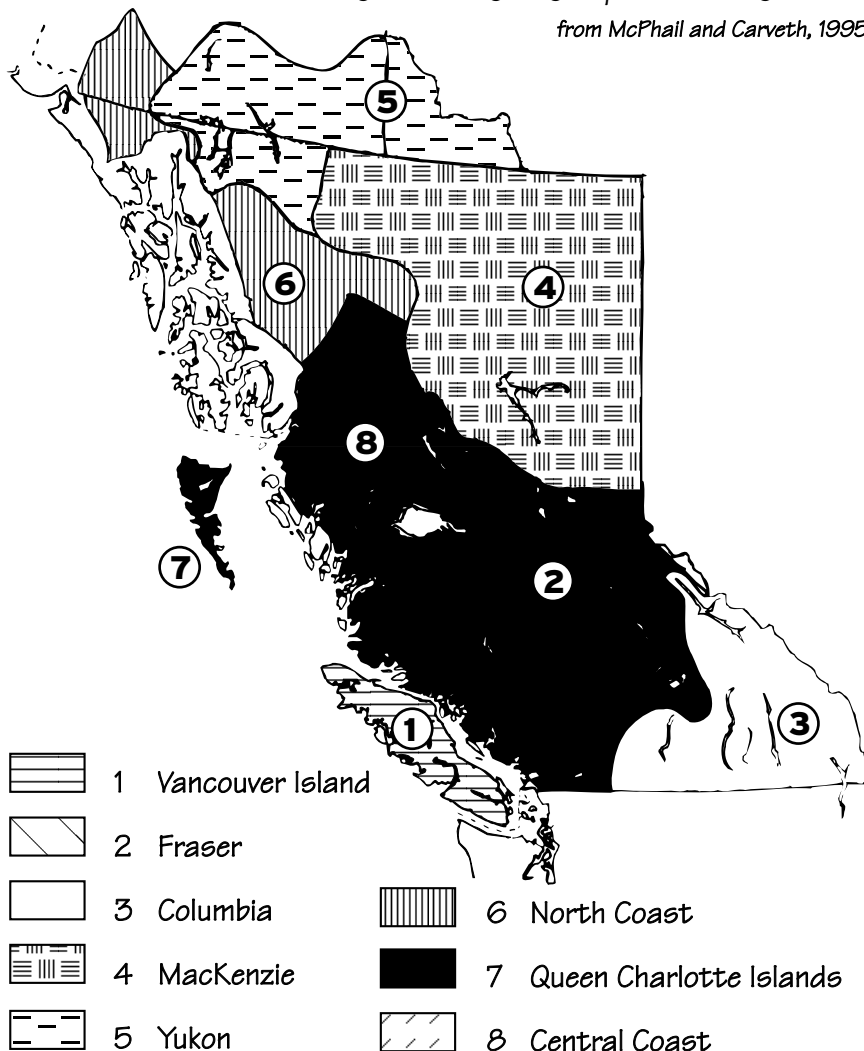 from McPhail and Carveth, 1995
5
6
4
8
7
2
1
3
1 Vancouver Island
2 Fraser
3 Columbia
4 MacKenzie
5 Yukon
6 North Coast
7 Queen Charlotte Islands
8 Central Coast